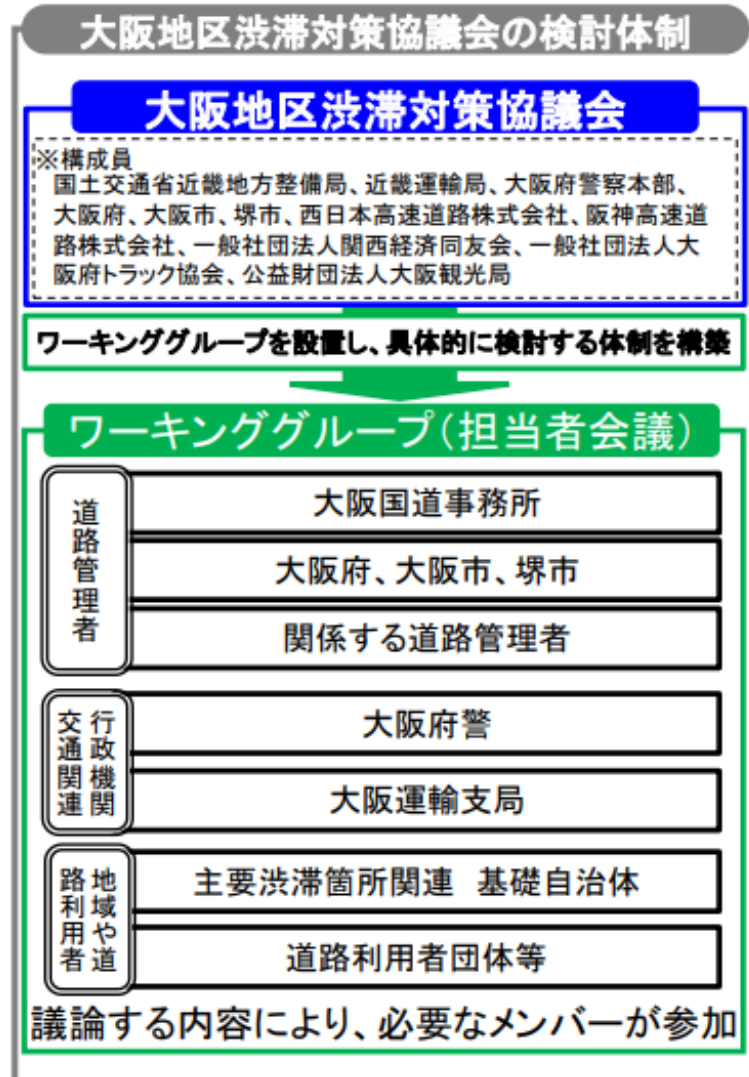 大阪地区渋滞対策協議会の検討体制
大阪地区渋滞対策協議会
※構成員
国土交通省近畿地方整備局、近畿運輸局、大阪府警察本部、
大阪府、大阪市、堺市、西日本高速道路株式会社、阪神高速道
路株式会社、一般社団法人関西経済同友会、一般社団法人大
阪府トラック協会、公益財団法人大阪観光局
ワーキンググループを設置し、具体的に検討する体制を構築
ワーキンググループ（担当者会議）
道路管理者
大阪国道事務所
大阪府、大阪市、堺市
関係する道路管理者
行政機関
交通関連
大阪府警
大阪運輸支局
地域や道
路利用者
主要渋滞箇所関連　基礎自治体
道路利用者団体等
議論する内容により、必要なメンバーが参加